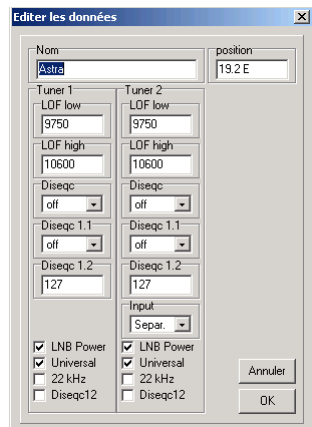 Editer les données
Nom
Astra
position
19.2 E
Tuner 1
LOF low
9750
LOF high
10600
Diseqc
off
Diseqc 1.1
off
Diseqc 1.2
127
LNB Power
Universal
22 kHz
Diseqc12
Tuner 2
LOF low
9750
LOF high
10600
Diseqc
off
Diseqc 1.1
off
Diseqc 1.2
127
Input
Separ.
LNB Power
Universal
22 kHz
Diseqc12
Annuler
OK